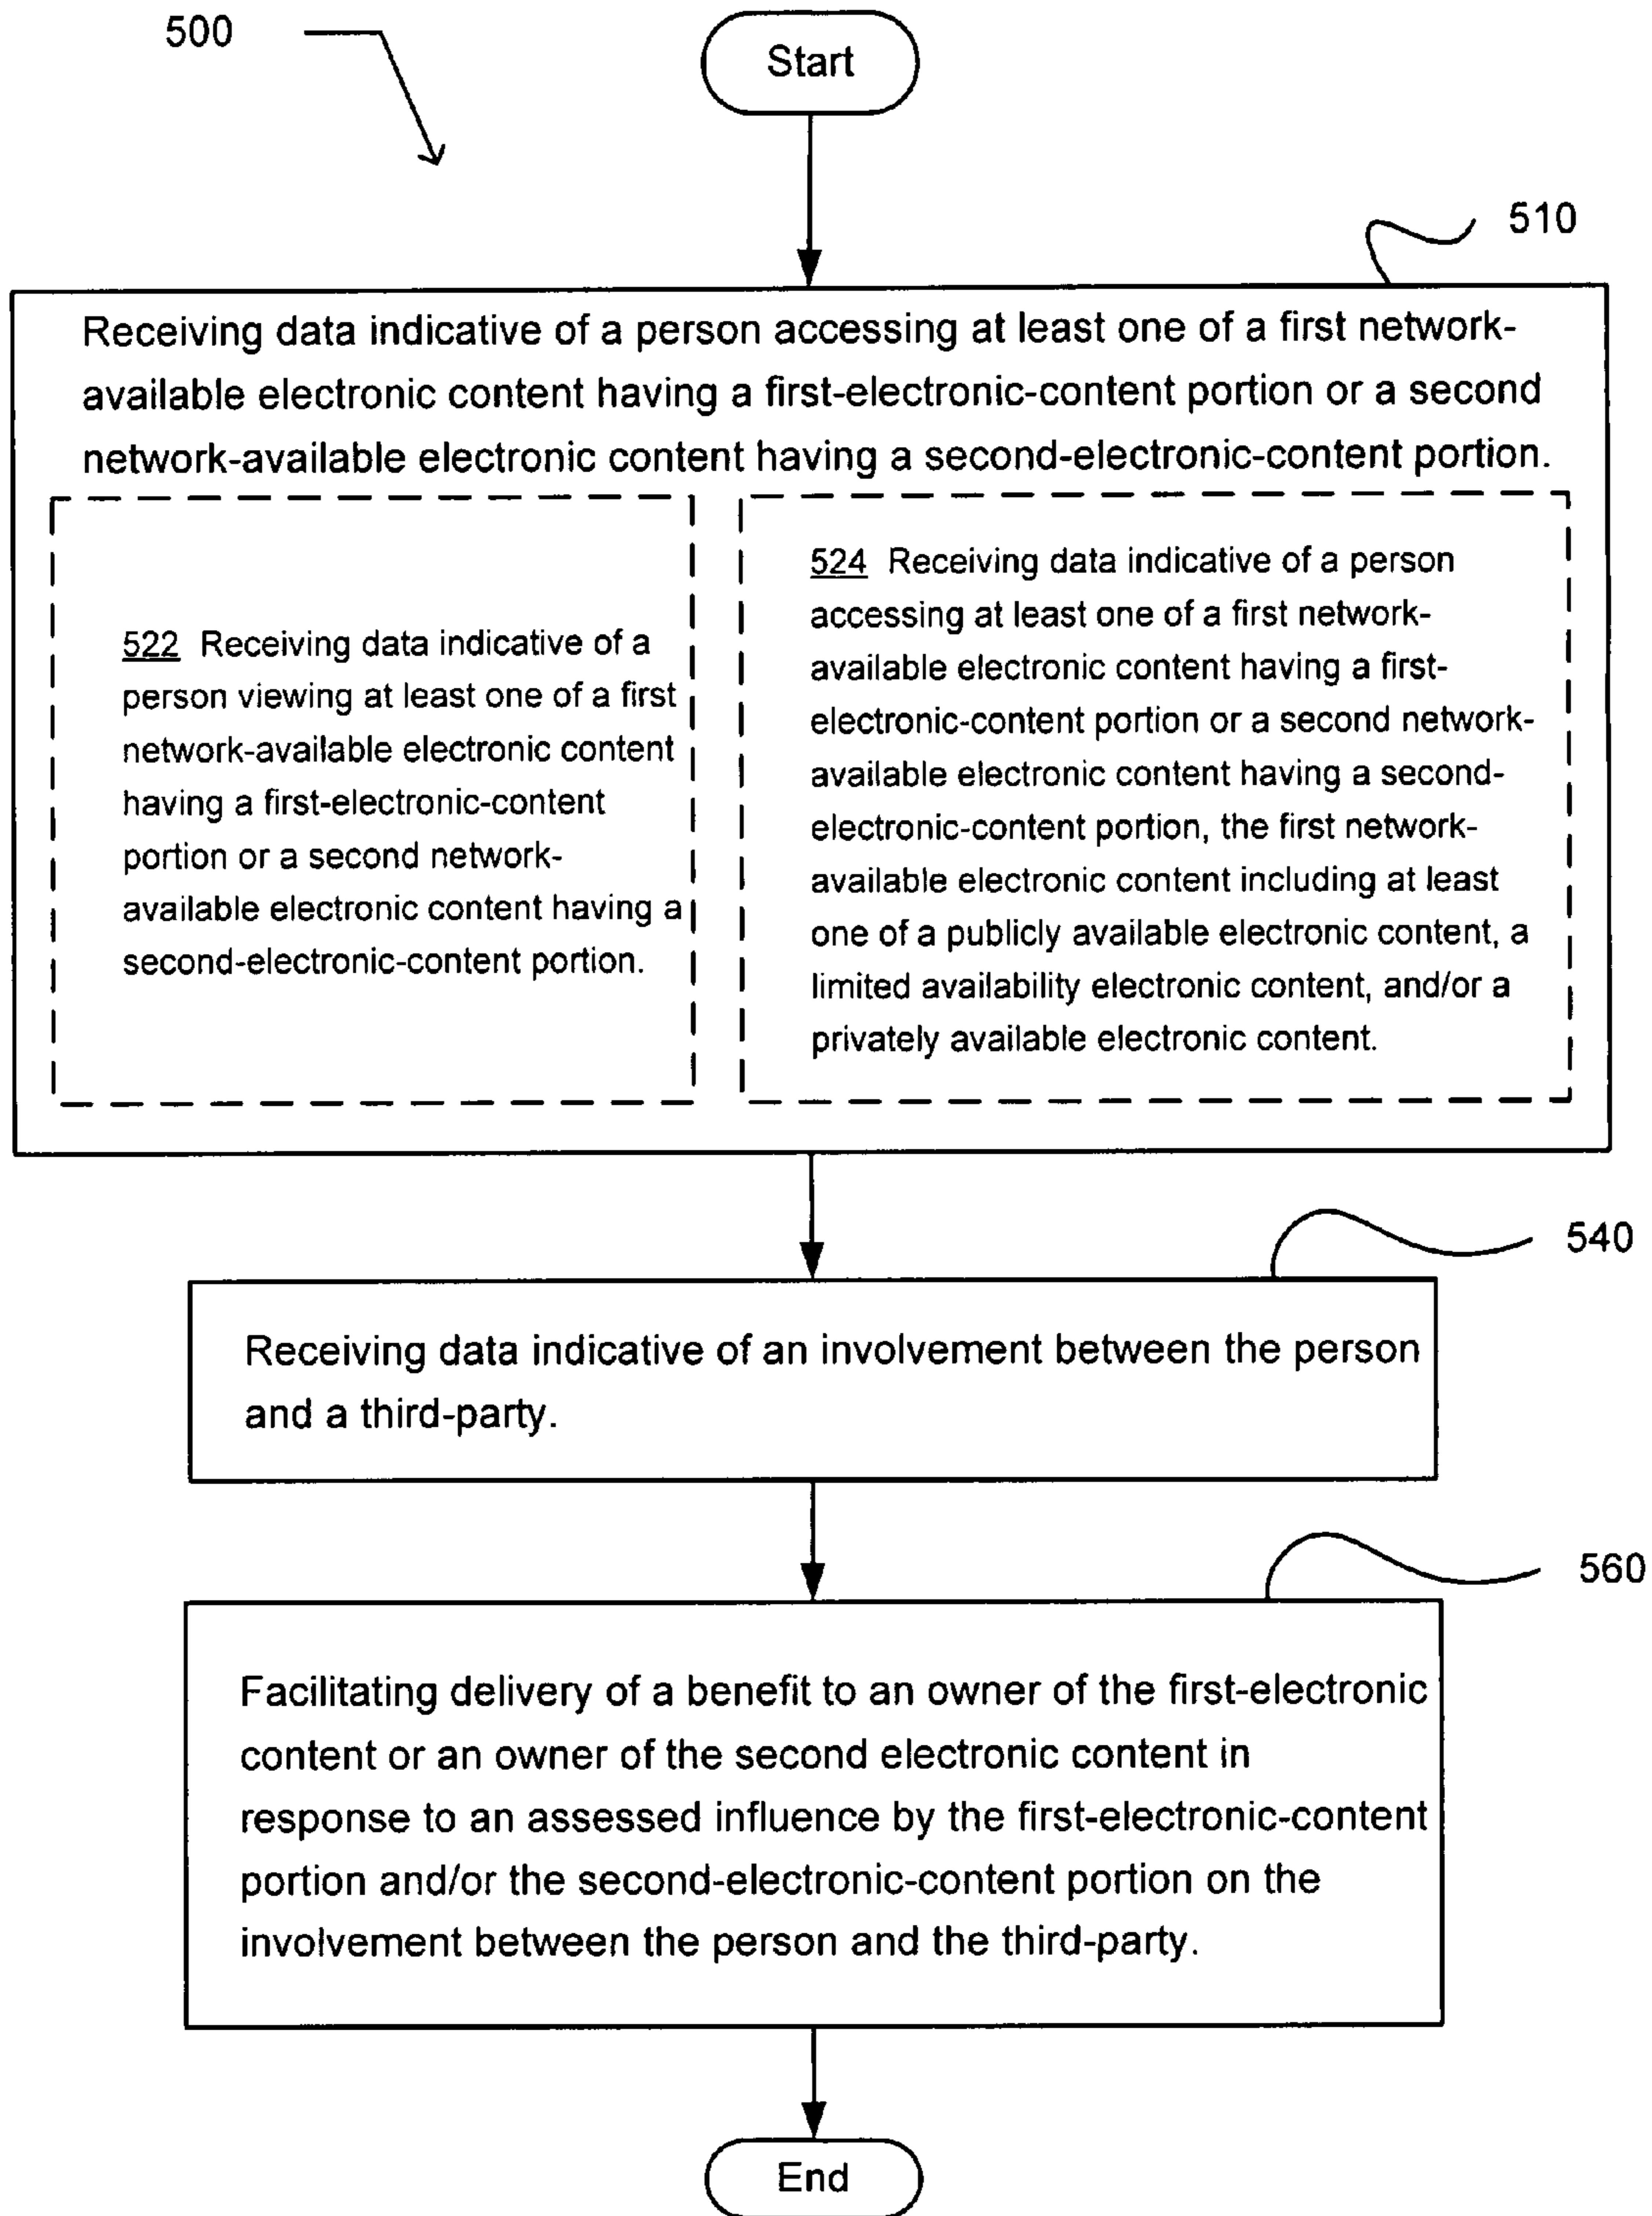 500
Start
510
Receiving data indicative of a person accessing at least one of a first network-
available electronic content having a first-electronic-content portion or a second
network-available electronic content having a second-electronic-content portion.
522 Receiving data indicative of a
person viewing at least one of a first
network-available electronic content
having a first-electronic-content
portion or a second network-
available electronic content having a
second-electronic-content portion.
524 Receiving data indicative of a person
accessing at least one of a first network-
available electronic content having a first-
electronic-content portion or a second network-
available electronic content having a second-
electronic-content portion, the first network-
available electronic content including at least
one of a publicly available electronic content, a
limited availability electronic content, and/or a
privately available electronic content.
540
Receiving data indicative of an involvement between the person
and a third-party.
560
Facilitating delivery of a benefit to an owner of the first-electronic
content or an owner of the second electronic content in
response to an assessed influence by the first-electronic-content
portion and/or the second-electronic-content portion on the
involvement between the person and the third-party.
End